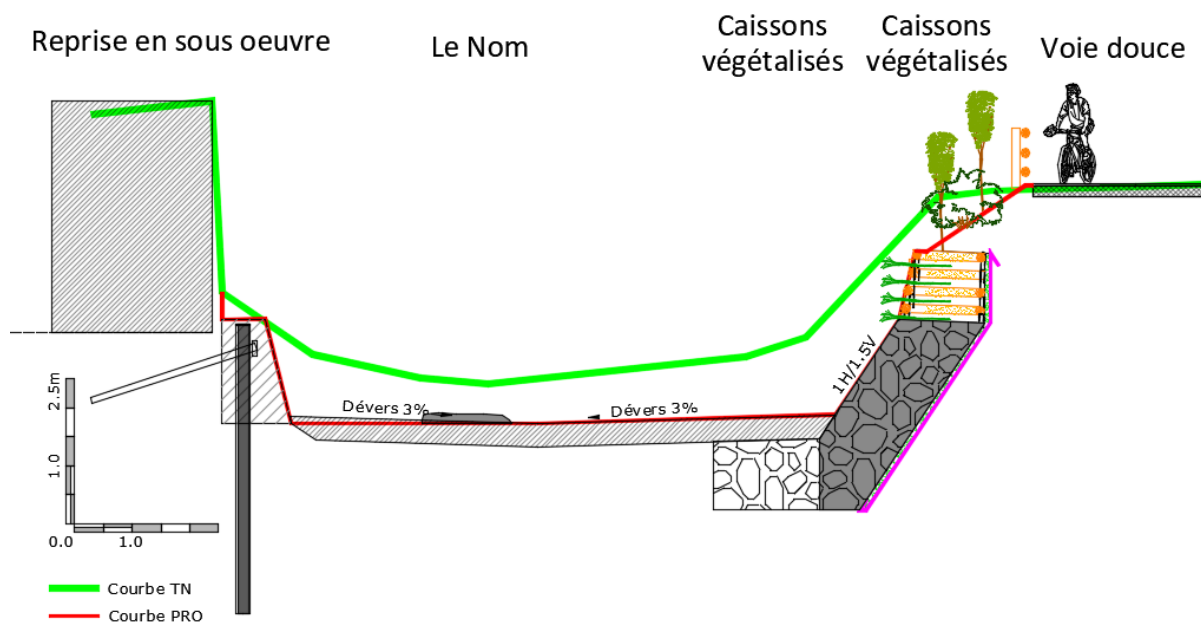 Reprise en sous oeuvre
Le Nom
Caissons
végétalisés
Caissons
végétalisés
Voie douce
1H/1.5V
Dévers 3%
Dévers 3%
2.5m
1.0
0.0
1.0
Courbe TN
Courbe PRO